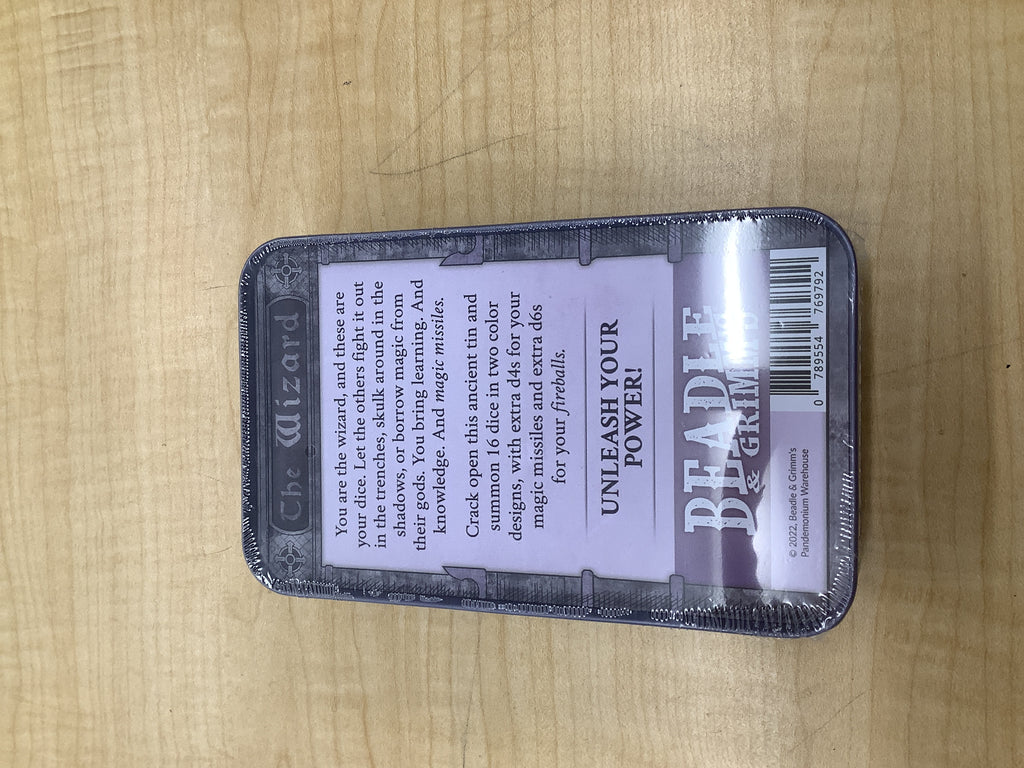 The Wizard
You are the wizard, and these are
your dice. Let the others fight it out
in the trenches, skulk around in the
shadows, or borrow magic from
their gods. You bring learning. And
knowledge. And magic missiles.
Crack open this ancient tin and
summon 16 dice in two color
designs, with extra d4s for your
magic missiles and extra d6s
for your fireballs.
UNLEASH YOUR
POWER!
BEADLE
& GRIMM'S
© 2022, Beadle & Grimm's
Pandemonium Warehouse
0 789554 769792